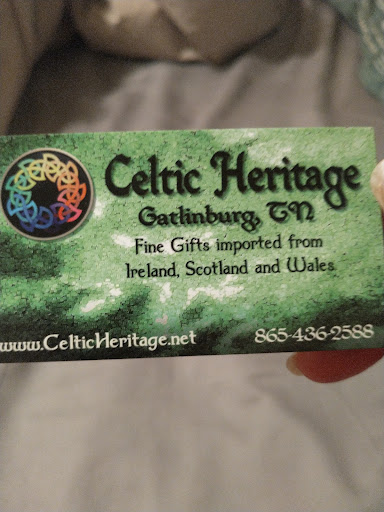 Celtic Heritage
Gatlinburg, TN
Fine Gifts imported from
Ireland, Scotland and Wales
www.CelticHeritage.net 865-436-2588